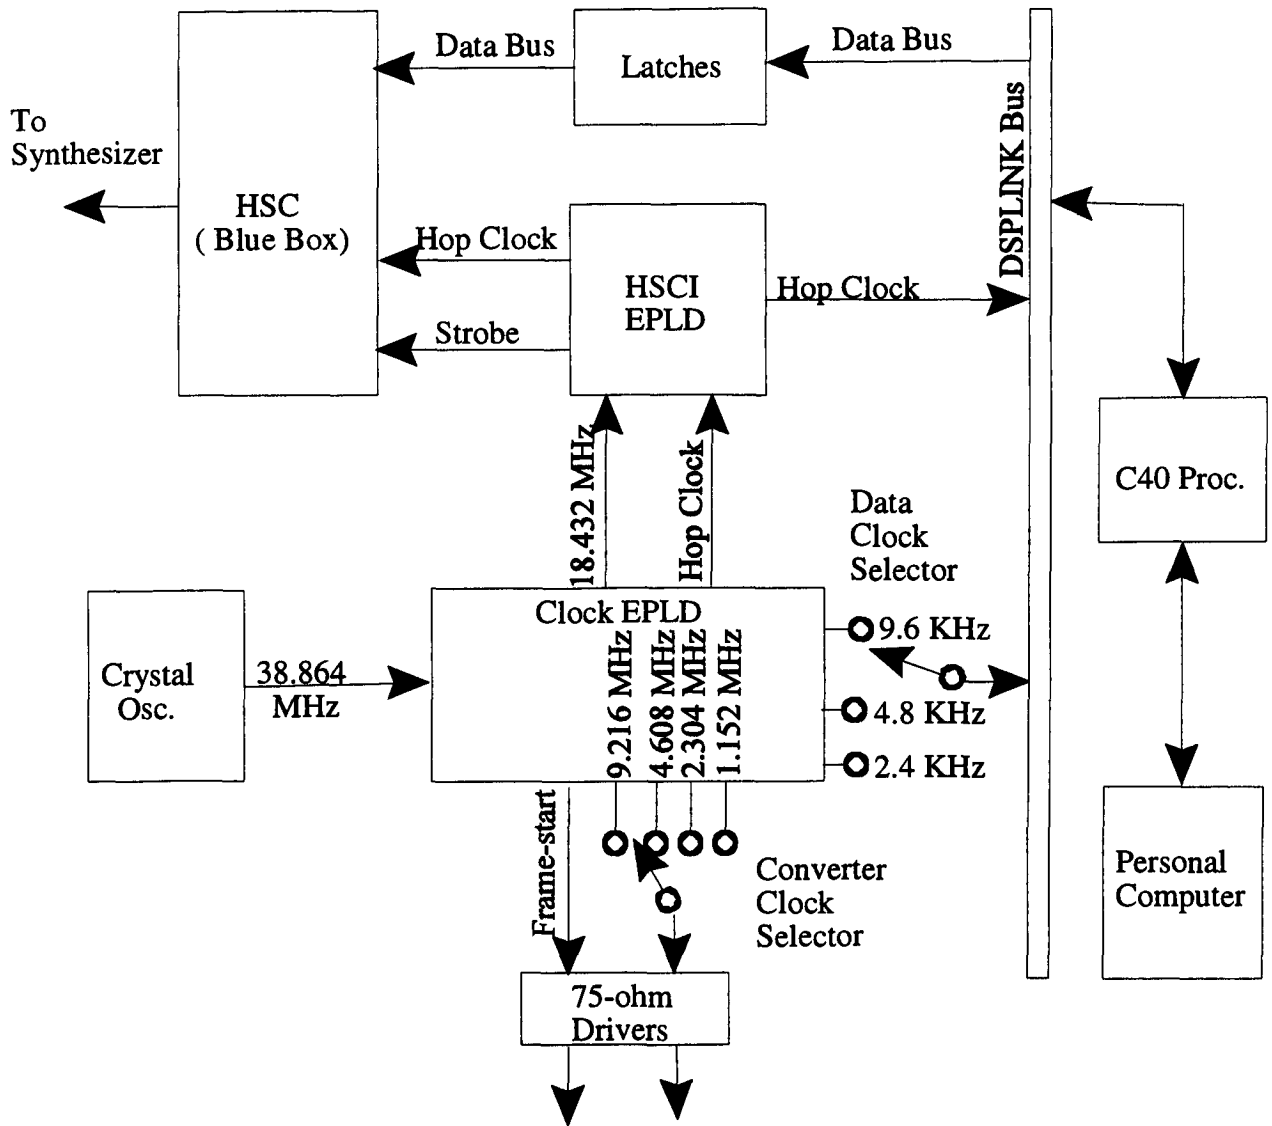 Data Bus
Latches
Data Bus
To
Synthesizer
DSPLINK Bus
HSC
( Blue Box)
Hop Clock
HSCI
EPLD
Hop Clock
Strobe
18.432 MHz
Hop Clock
C40 Proc.
Data
Clock
Selector
Clock EPLD
9.6 KHz
Crystal
Osc.
38.864
MHz
9.216 MHz
4.608 MHz
2.304 MHz
1.152 MHz
4.8 KHz
2.4 KHz
Frame-start
Converter
Clock
Selector
Personal
Computer
75-ohm
Drivers